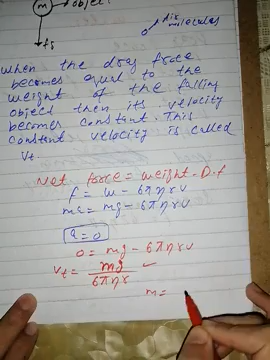 m
object
Air
molecules
fs
When the drag force
becomes equal to the
weight of the falling
object then its velocity
becomes constant. This
constant velocity is called
Vt
Net force = weight - D.f
f = w - 6πηrv
ma = mg - 6πηrv
a = 0
0 = mg - 6πηrv
Vt = mg / 6πηr
m =